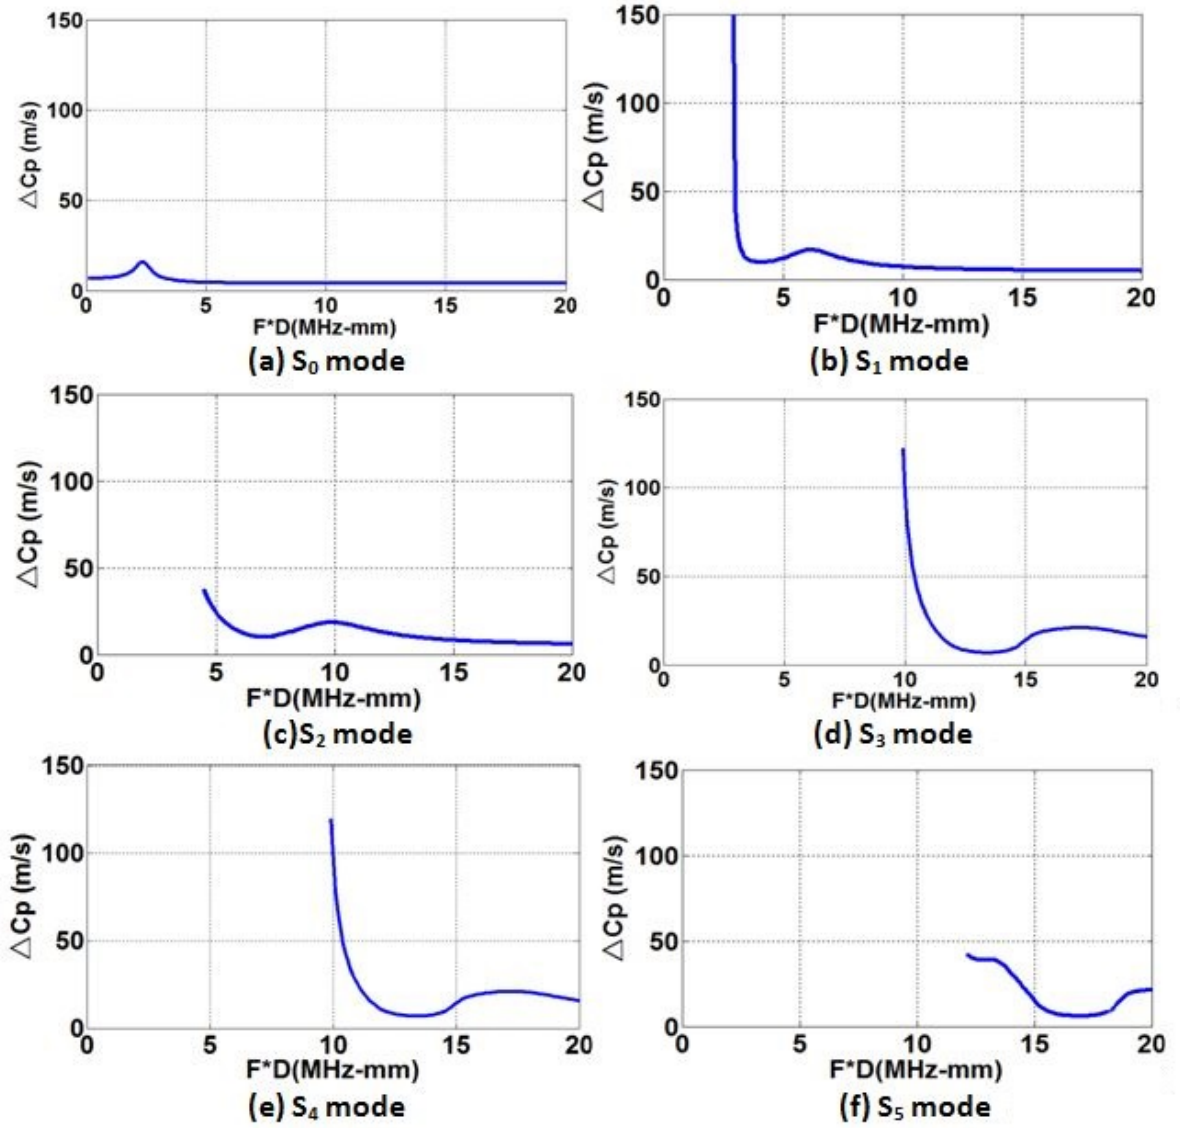 150
100
50
0
△Cp (m/s)
0 5 10 15 20
F*D(MHz-mm)
(a) S₀ mode
150
100
50
0
△Cp (m/s)
0 5 10 15 20
F*D(MHz-mm)
(b) S₁ mode
150
100
50
0
△Cp (m/s)
0 5 10 15 20
F*D(MHz-mm)
(c)S₂ mode
150
100
50
0
△Cp (m/s)
0 5 10 15 20
F*D(MHz-mm)
(d) S₃ mode
150
100
50
0
△Cp (m/s)
0 5 10 15 20
F*D(MHz-mm)
(e) S₄ mode
150
100
50
0
△Cp (m/s)
0 5 10 15 20
F*D(MHz-mm)
(f) S₅ mode